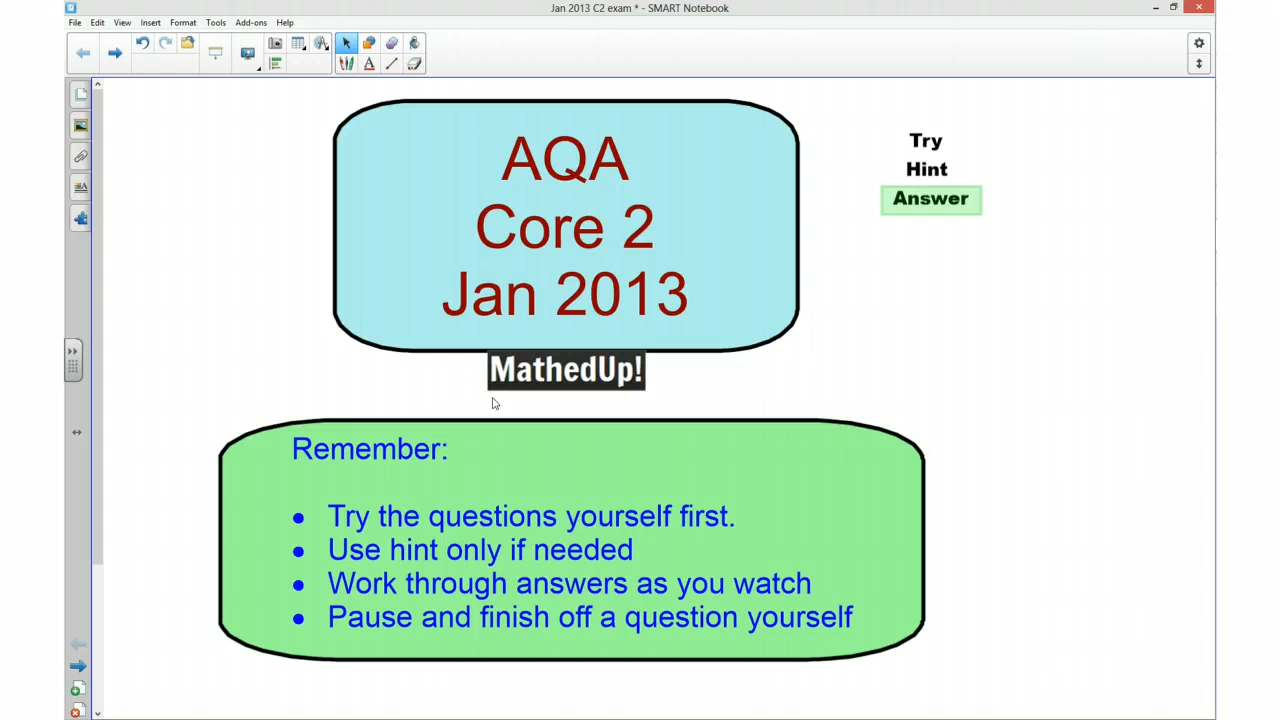 Jan 2013 C2 exam * - SMART Notebook
File Edit View Insert Format Tools Add-ons Help
AQA
Core 2
Jan 2013
MathedUp!
Try
Hint
Answer
Remember:
• Try the questions yourself first.
• Use hint only if needed
• Work through answers as you watch
• Pause and finish off a question yourself